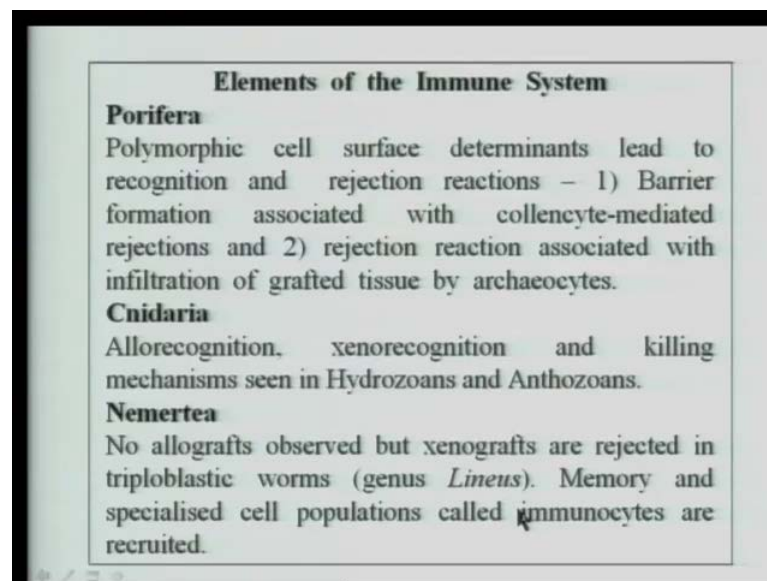 Elements of the Immune System
Porifera
Polymorphic cell surface determinants lead to
recognition and rejection reactions – 1) Barrier
formation associated with collencyte-mediated
rejections and 2) rejection reaction associated with
infiltration of grafted tissue by archaeocytes.
Cnidaria
Allorecognition, xenorecognition and killing
mechanisms seen in Hydrozoans and Anthozoans.
Nemertea
No allografts observed but xenografts are rejected in
triploblastic worms (genus Lineus). Memory and
specialised cell populations called immunocytes are
recruited.